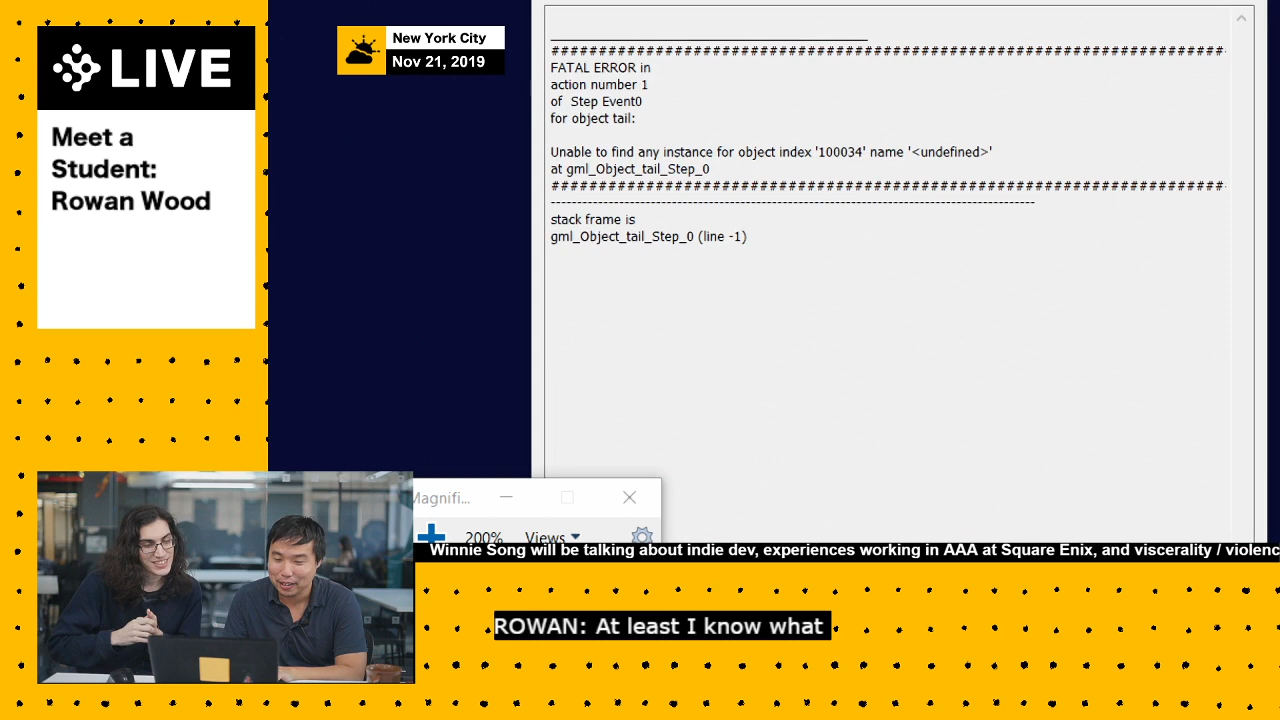 LIVE
Meet a
Student:
Rowan Wood
New York City
Nov 21, 2019
################################################################################
FATAL ERROR in
action number 1
of  Step Event0
for object tail:
Unable to find any instance for object index '100034' name '<undefined>'
at gml_Object_tail_Step_0
################################################################################
--------------------------------------------------------------------------------------------
stack frame is
gml_Object_tail_Step_0 (line -1)
Magnifi...
200% Views
Winnie Song will be talking about indie dev, experiences working in AAA at Square Enix, and viscerality / violenc
ROWAN: At least I know what